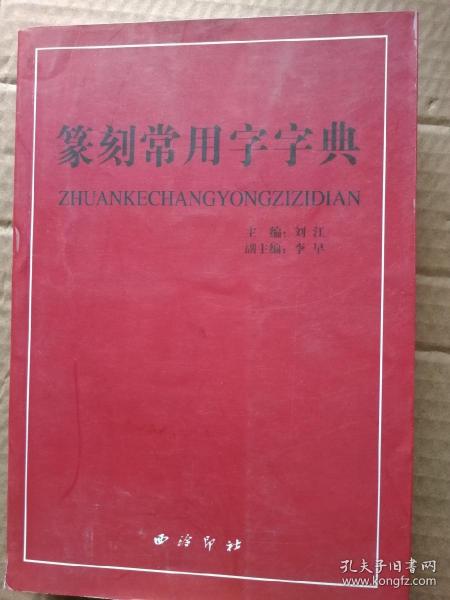 篆刻常用字字典
ZHUANKECHANGYONGZIZIDIAN
主 编：刘 江
副主编：李 早
西泠印社
孔夫子旧书网
www.kongfz.com